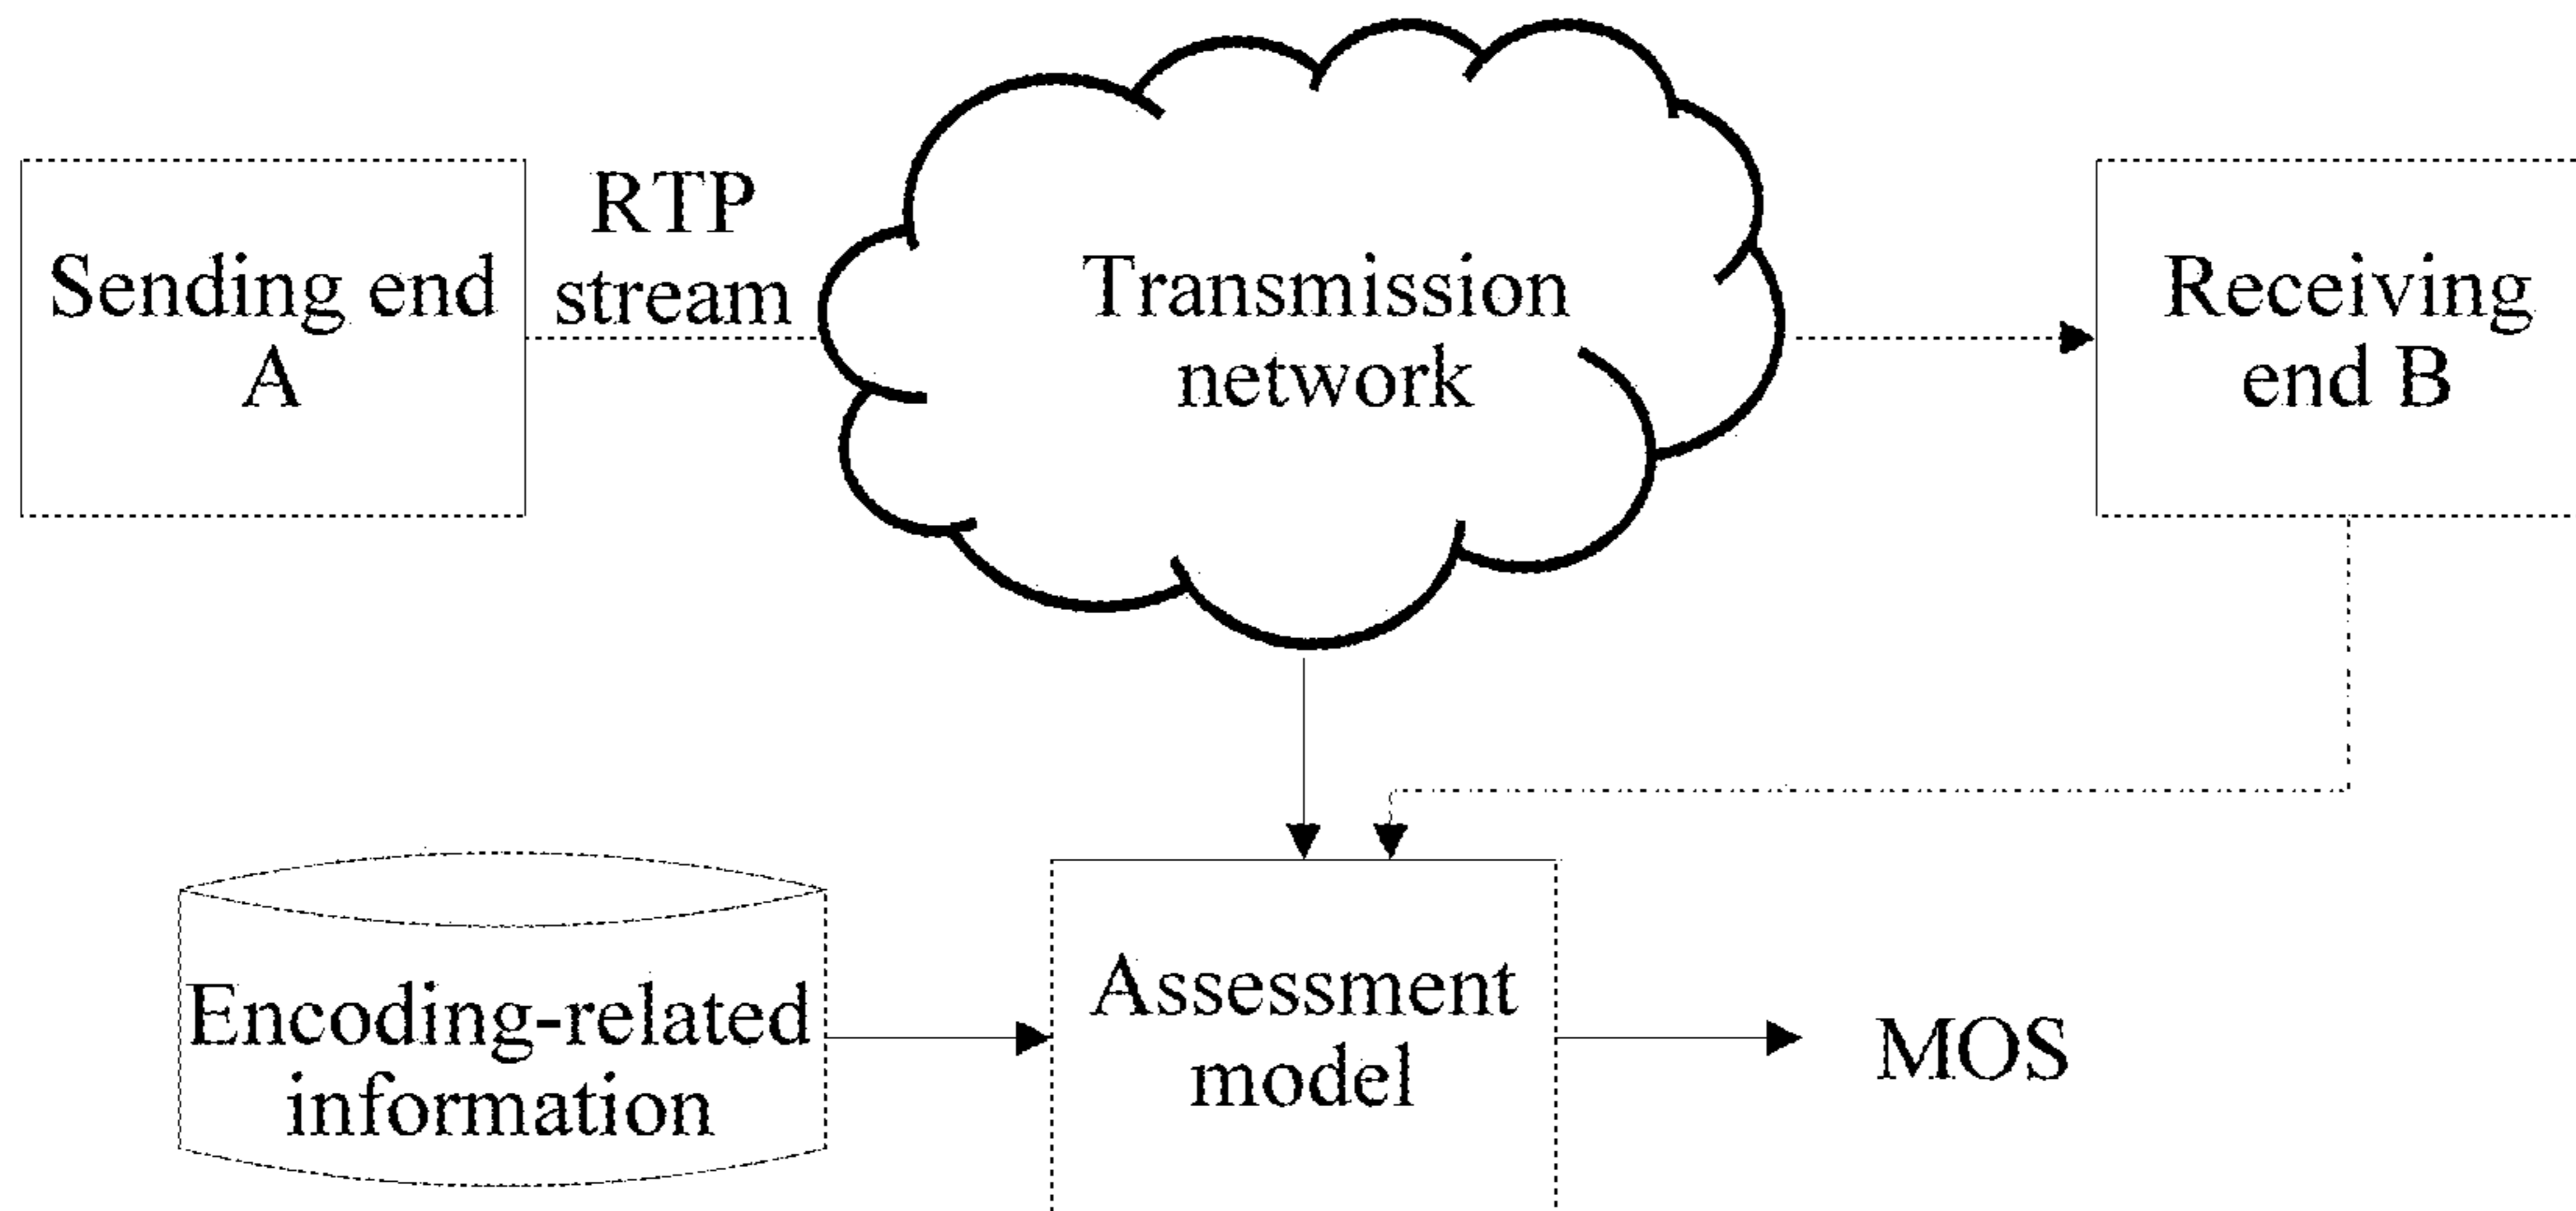 Sending end
A
RTP
stream
Transmission
network
Receiving
end B
Encoding-related
information
Assessment
model
MOS